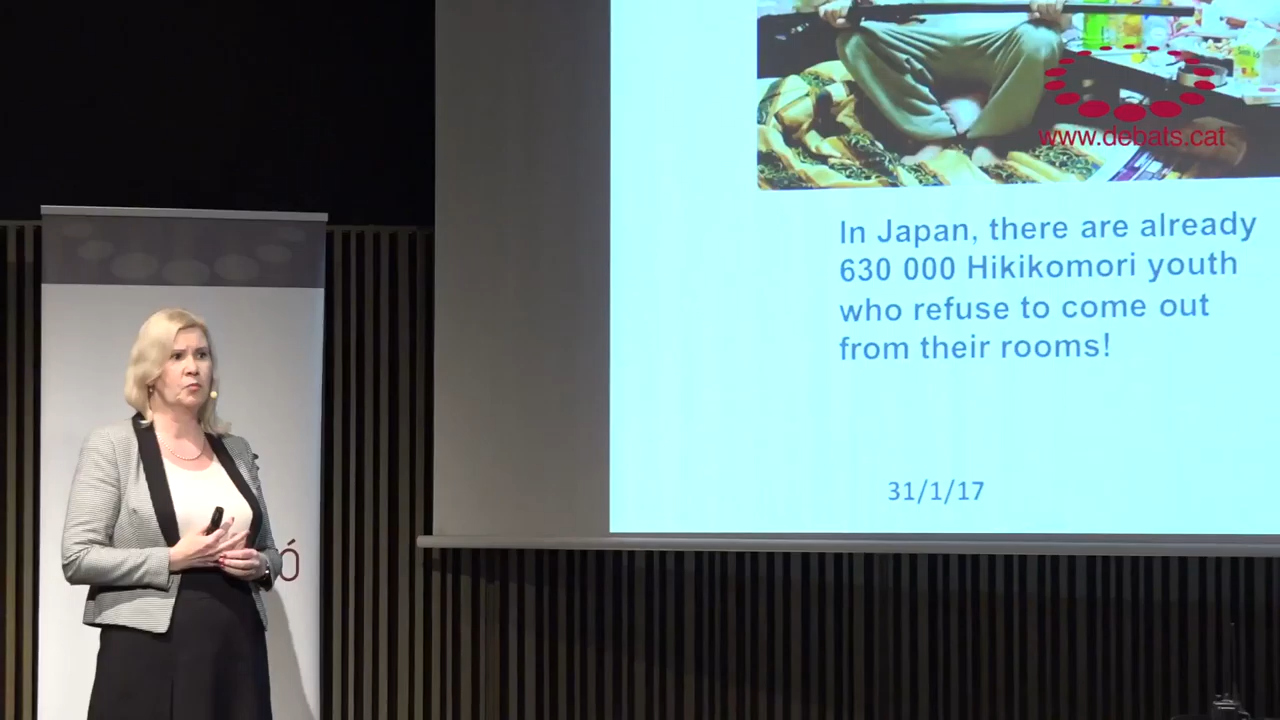 www.debats.cat
In Japan, there are already
630 000 Hikikomori youth
who refuse to come out
from their rooms!
31/1/17
ó